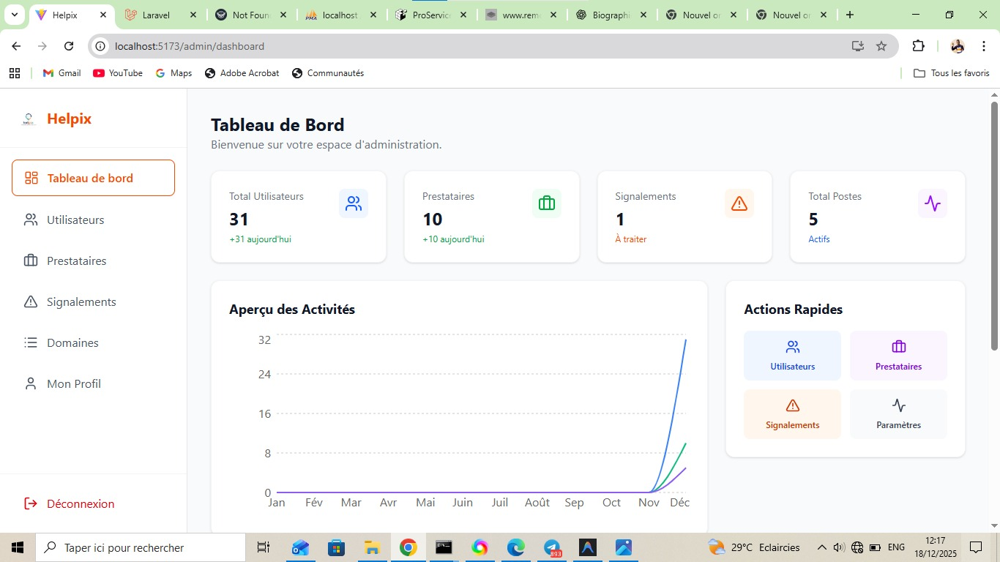 Helpix
Laravel
Not Foun
localhost
ProService
www.rem
Biograph
Nouvel on
Nouvel on
localhost:5173/admin/dashboard
Gmail
YouTube
Maps
Adobe Acrobat
Communautés
Tous les favoris
Helpix
Tableau de bord
Utilisateurs
Prestataires
Signalements
Domaines
Mon Profil
Déconnexion
Tableau de Bord
Bienvenue sur votre espace d'administration.
Total Utilisateurs
31
+31 aujourd'hui
Prestataires
10
+10 aujourd'hui
Signalements
1
À traiter
Total Postes
5
Actifs
Aperçu des Activités
32
24
16
8
0
Jan Fév Mar Avr Mai Juin Juil Août Sep Oct Nov Déc
Actions Rapides
Utilisateurs
Prestataires
Signalements
Paramètres
Taper ici pour rechercher
893
29°C Eclaircies
ENG
12:17
18/12/2025